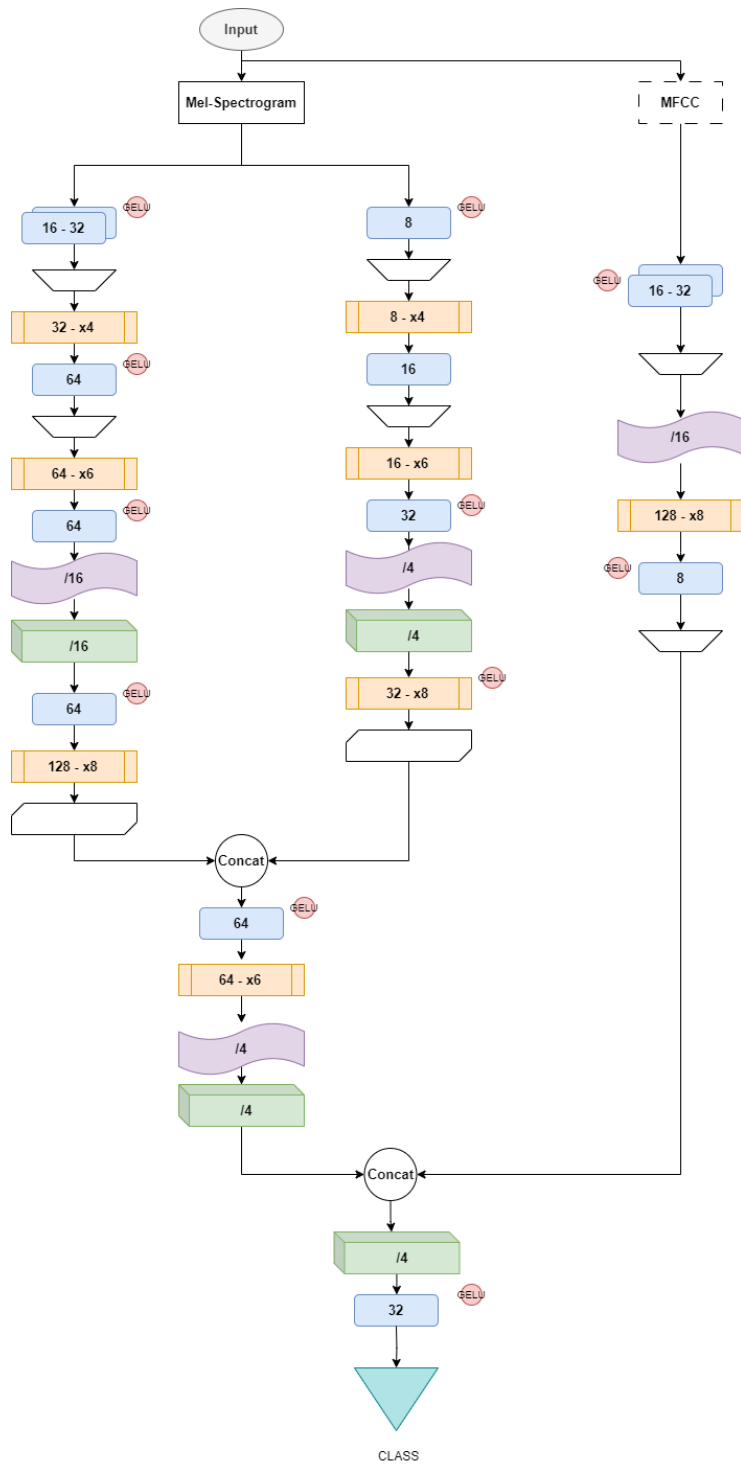 Input
Mel-Spectrogram
MFCC
GELU
16 - 32
32 - x4
GELU
64
64 - x6
GELU
64
/16
/16
GELU
64
128 - x8
GELU
8
8 - x4
16
16 - x6
GELU
32
/4
/4
GELU
32 - x8
GELU
16 - 32
/16
128 - x8
GELU
8
Concat
GELU
64
64 - x6
/4
/4
Concat
/4
GELU
32
CLASS